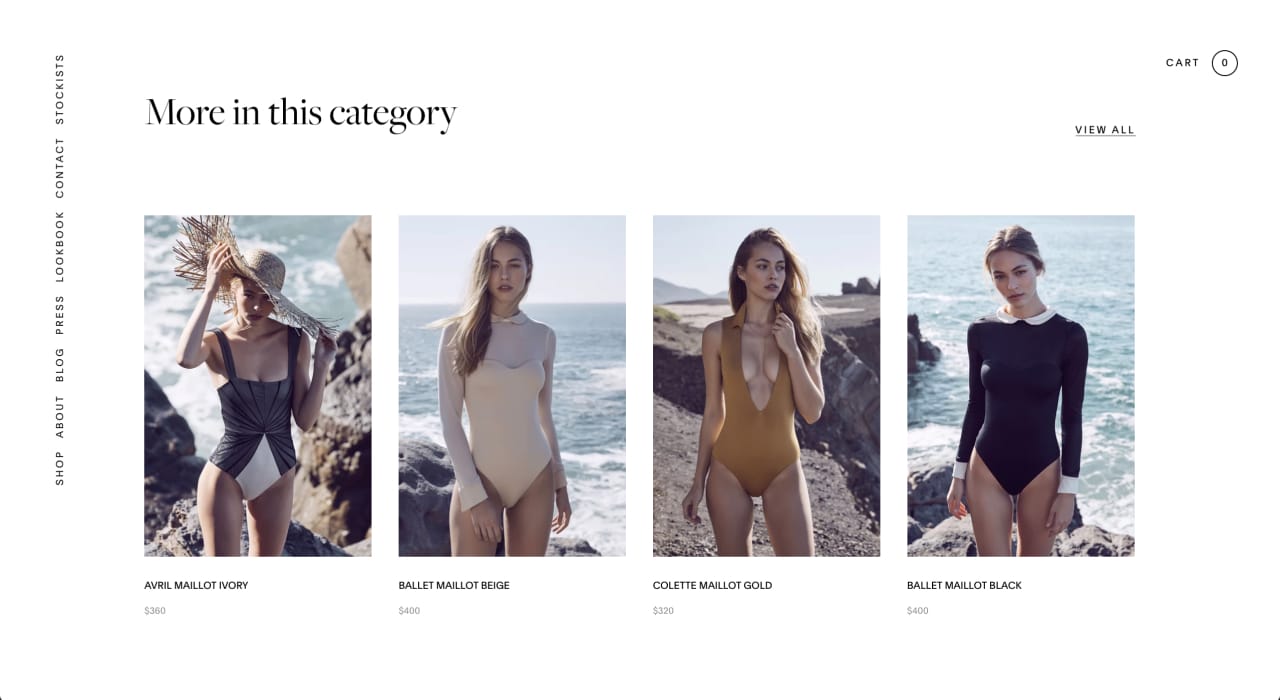 CART 0
STOCKISTS
CONTACT
LOOKBOOK
PRESS
BLOG
ABOUT
SHOP
More in this category
VIEW ALL
AVRIL MAILLOT IVORY
$360
BALLET MAILLOT BEIGE
$400
COLETTE MAILLOT GOLD
$320
BALLET MAILLOT BLACK
$400